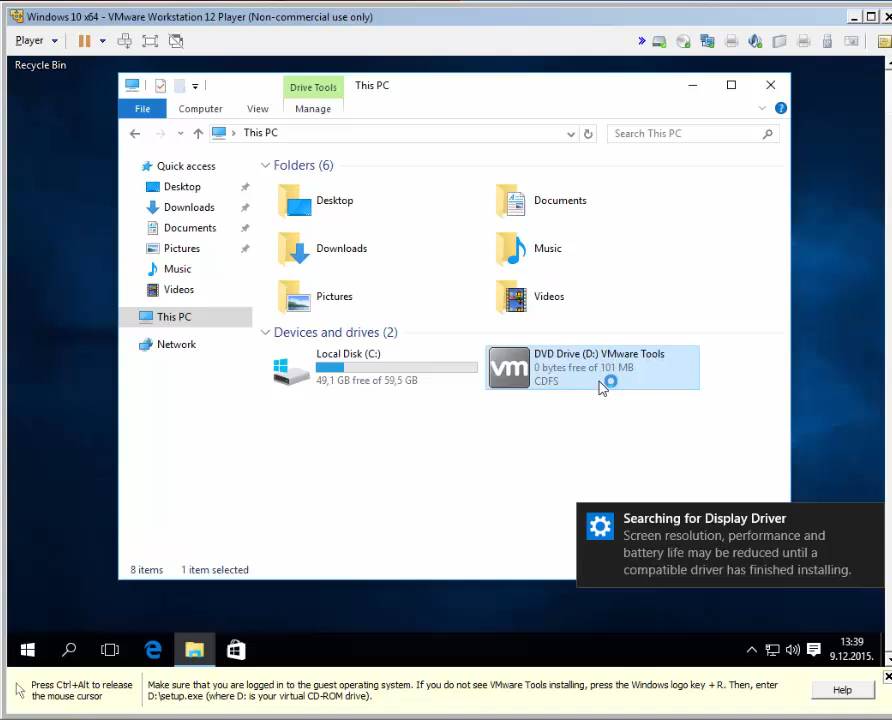 Windows 10 x64 - VMware Workstation 12 Player (Non-commercial use only)
Player
Recycle Bin
Drive Tools
This PC
File
Computer
View
Manage
This PC
Search This PC
Quick access
Desktop
Downloads
Documents
Pictures
Music
Videos
This PC
Network
Folders (6)
Desktop
Documents
Downloads
Music
Pictures
Videos
Devices and drives (2)
Local Disk (C:)
49,1 GB free of 59,5 GB
vm
DVD Drive (D:) VMware Tools
0 bytes free of 101 MB
CDFS
Searching for Display Driver
Screen resolution, performance and
battery life may be reduced until a
compatible driver has finished installing.
8 items
1 item selected
13:39
9.12.2015.
Press Ctrl+Alt to release
the mouse cursor
Make sure that you are logged in to the guest operating system. If you do not see VMware Tools installing, press the Windows logo key + R. Then, enter
D:\setup.exe (where D: is your virtual CD-ROM drive).
Help